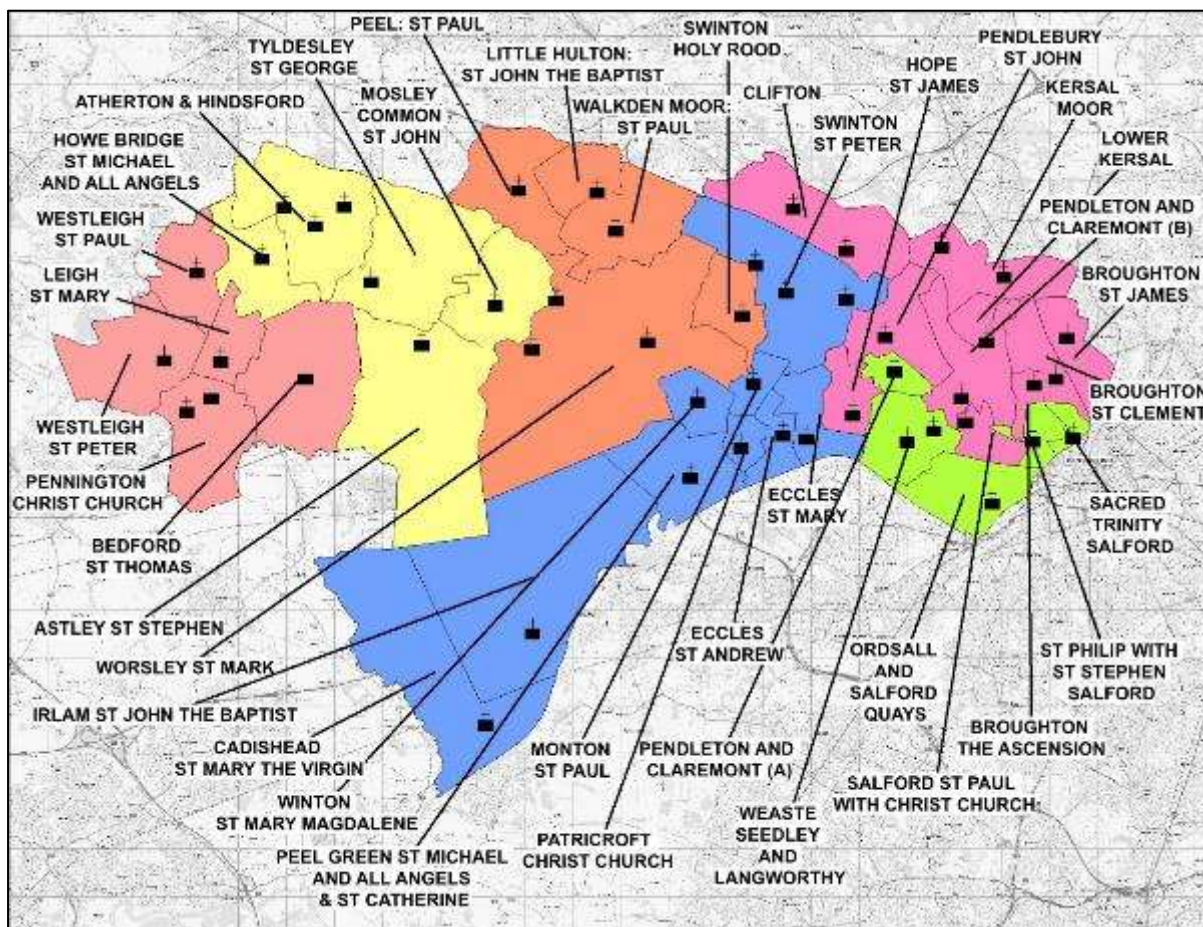 PEEL: ST PAUL
TYLDESLEY
ST GEORGE
LITTLE HULTON:
ST JOHN THE BAPTIST
SWINTON
HOLY ROOD
PENDLEBURY
ST JOHN
HOPE
ST JAMES
ATHERTON & HINDSFORD
MOSLEY
COMMON
ST JOHN
WALKDEN MOOR:
ST PAUL
CLIFTON
KERSAL
MOOR
HOWE BRIDGE
ST MICHAEL
AND ALL ANGELS
SWINTON
ST PETER
LOWER
KERSAL
WESTLEIGH
ST PAUL
PENDLETON AND
CLAREMONT (B)
LEIGH
ST MARY
BROUGHTON
ST JAMES
BROUGHTON
ST CLEMENT
WESTLEIGH
ST PETER
PENNINGTON
CHRIST CHURCH
ECCLES
ST MARY
SACRED
TRINITY
SALFORD
BEDFORD
ST THOMAS
ASTLEY ST STEPHEN
ECCLES
ST ANDREW
ORDSALL
AND
SALFORD
QUAYS
ST PHILIP WITH
ST STEPHEN
SALFORD
WORSLEY ST MARK
IRLAM ST JOHN THE BAPTIST
CADISHEAD
ST MARY THE VIRGIN
MONTON
ST PAUL
PENDLETON AND
CLAREMONT (A)
BROUGHTON
THE ASCENSION
SALFORD ST PAUL
WITH CHRIST CHURCH:
WINTON
ST MARY MAGDALENE
WEASTE
SEEDLEY
AND
LANGWORTHY
PATRICROFT
CHRIST CHURCH
PEEL GREEN ST MICHAEL
AND ALL ANGELS
& ST CATHERINE